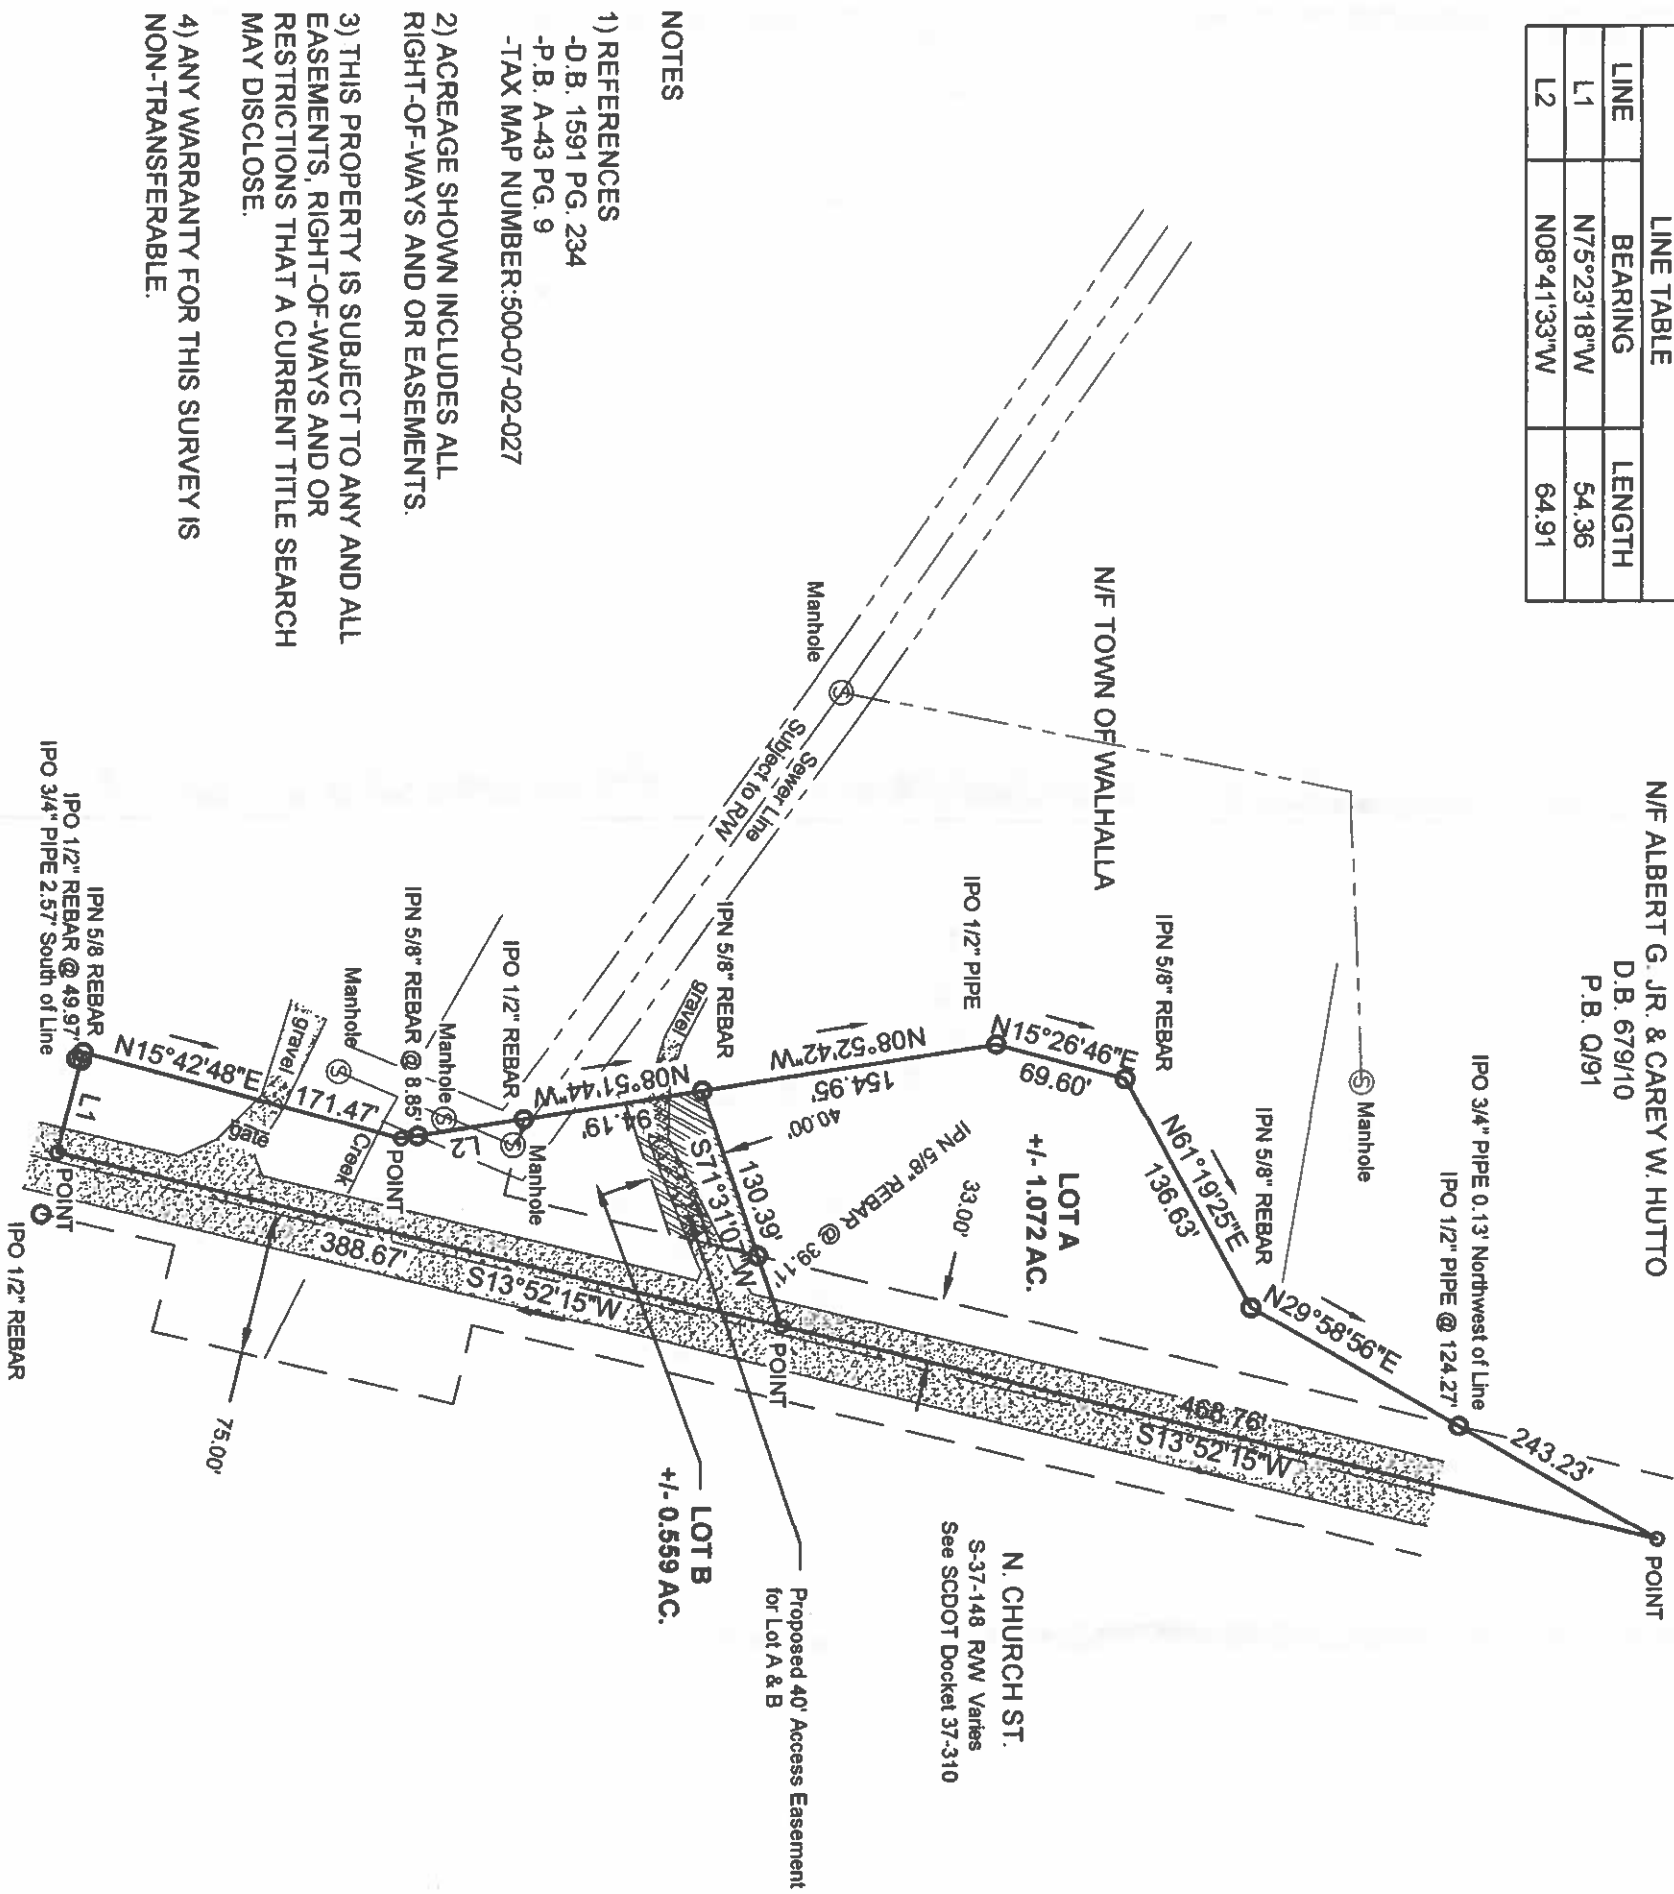 LINE TABLE
LINE BEARING LENGTH
L1 N75°23'18"W 54.36
L2 N08°41'33"W 64.91
N/F ALBERT G. JR. & CAREY W. HUTTO
D.B. 679/10
P.B. Q/91
N/F TOWN OF WALHALLA
IPO 3/4" PIPE 0.13' Northwest of Line
IPO 1/2" PIPE @ 124.27'
POINT
243.23'
N29°58'56"E
IPN 5/8" REBAR
Manhole
N61°19'25"E
136.63'
IPN 5/8" REBAR
N15°26'46"E
69.60'
IPO 1/2" PIPE
N08°52'42"W
154.95'
LOT A
+/- 1.072 AC.
33.00'
468.76'
S13°52'15"W
N. CHURCH ST.
S-37-148 R/W Varies
See SCDOT Docket 37-310
IPN 5/8" REBAR @ 39.11'
40.00'
130.39'
S71°31'07"W
POINT
IPN 5/8" REBAR
gravel
Manhole
Sewer Line
Subject to R/W
N08°51'44"W
94.19'
Proposed 40' Access Easement
for Lot A & B
LOT B
+/- 0.559 AC.
IPO 1/2" REBAR
Manhole
L2
Manhole
IPN 5/8" REBAR @ 8.85'
POINT
Manhole
Creek
gravel
gate
N15°42'48"E
171.47'
388.67'
S13°52'15"W
75.00'
IPN 5/8 REBAR
IPO 1/2" REBAR @ 49.97'
IPO 3/4" PIPE 2.57' South of Line
L1
POINT
IPO 1/2" REBAR
NOTES
1) REFERENCES
-D.B. 1591 PG. 234
-P.B. A-43 PG. 9
-TAX MAP NUMBER:500-07-02-027
2) ACREAGE SHOWN INCLUDES ALL
RIGHT-OF-WAYS AND OR EASEMENTS.
3) THIS PROPERTY IS SUBJECT TO ANY AND ALL
EASEMENTS, RIGHT-OF-WAYS AND OR
RESTRICTIONS THAT A CURRENT TITLE SEARCH
MAY DISCLOSE.
4) ANY WARRANTY FOR THIS SURVEY IS
NON-TRANSFERABLE.